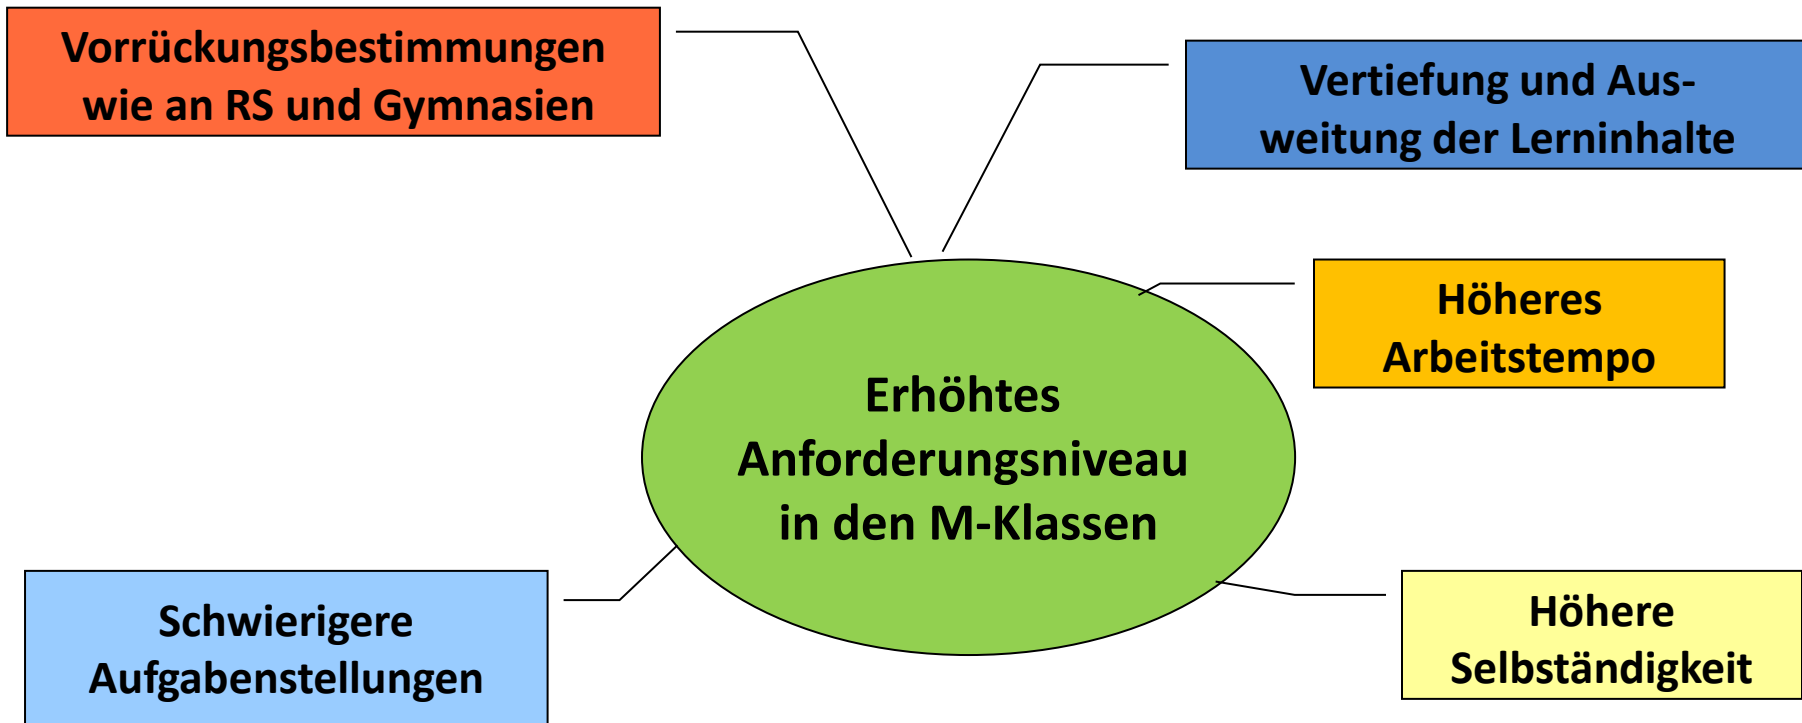 Vorrückungsbestimmungen
wie an RS und Gymnasien
Vertiefung und Aus-
weitung der Lerninhalte
Höheres
Arbeitstempo
Erhöhtes
Anforderungsniveau
in den M-Klassen
Schwierigere
Aufgabenstellungen
Höhere
Selbständigkeit